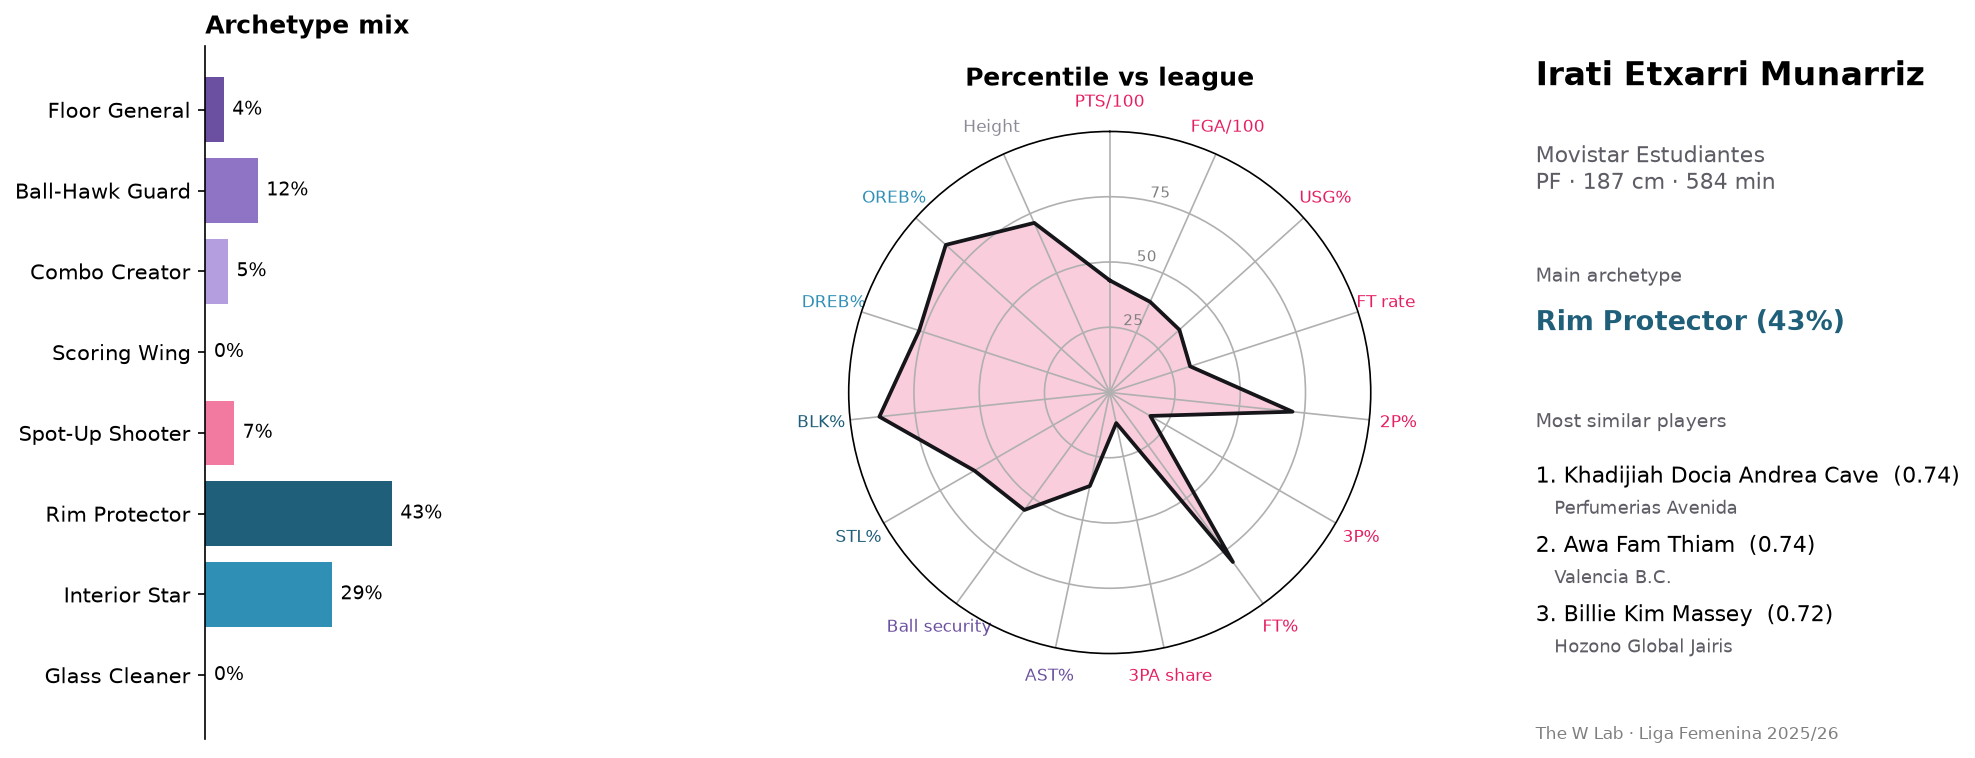 Archetype mix
Floor General
4%
Ball-Hawk Guard
12%
Combo Creator
5%
Scoring Wing
0%
Spot-Up Shooter
7%
Rim Protector
43%
Interior Star
29%
Glass Cleaner
0%
Percentile vs league
PTS/100
FGA/100
USG%
FT rate
2P%
3P%
FT%
3PA share
AST%
Ball security
STL%
BLK%
DREB%
OREB%
Height
25
50
75
Irati Etxarri Munarriz
Movistar Estudiantes
PF · 187 cm · 584 min
Main archetype
Rim Protector (43%)
Most similar players
1. Khadijiah Docia Andrea Cave (0.74)
Perfumerias Avenida
2. Awa Fam Thiam (0.74)
Valencia B.C.
3. Billie Kim Massey (0.72)
Hozono Global Jairis
The W Lab · Liga Femenina 2025/26